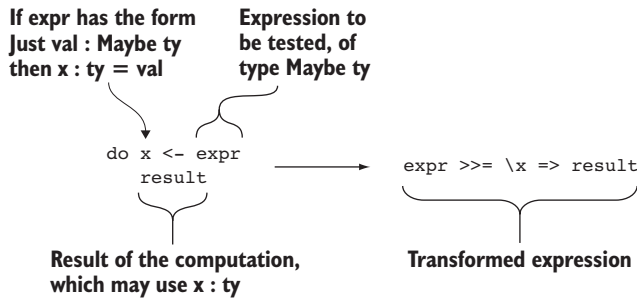 If expr has the form
Just val : Maybe ty
then x : ty = val
Expression to
be tested, of
type Maybe ty
do x <- expr
result
expr >>= \x => result
Result of the computation,
which may use x : ty
Transformed expression